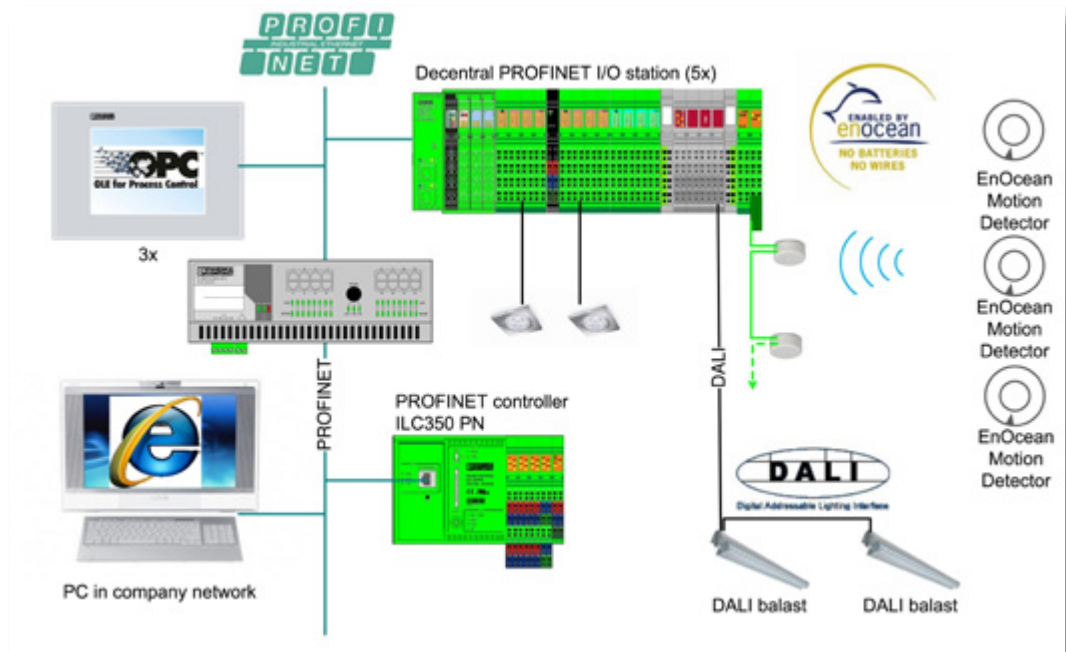 PROFI
INDUSTRIAL ETHERNET
NET
Decentral PROFINET I/O station (5x)
OPC
OLE for Process Control
3x
ENABLED BY
enocean
NO BATTERIES
NO WIRES
EnOcean
Motion
Detector
EnOcean
Motion
Detector
EnOcean
Motion
Detector
PROFINET
DALI
PROFINET controller
ILC350 PN
DALI
Digital Addressable Lighting Interface
PC in company network
DALI balast
DALI balast